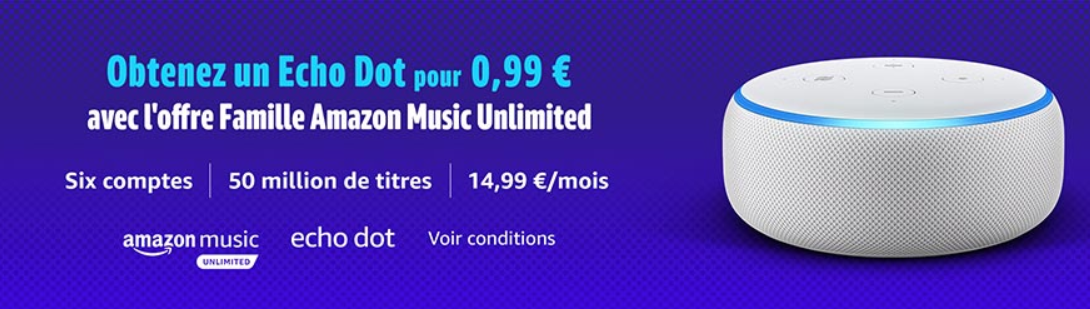 Obtenez un Echo Dot pour 0,99 €
avec l'offre Famille Amazon Music Unlimited
Six comptes | 50 million de titres | 14,99 €/mois
amazon music echo dot Voir conditions
UNLIMITED